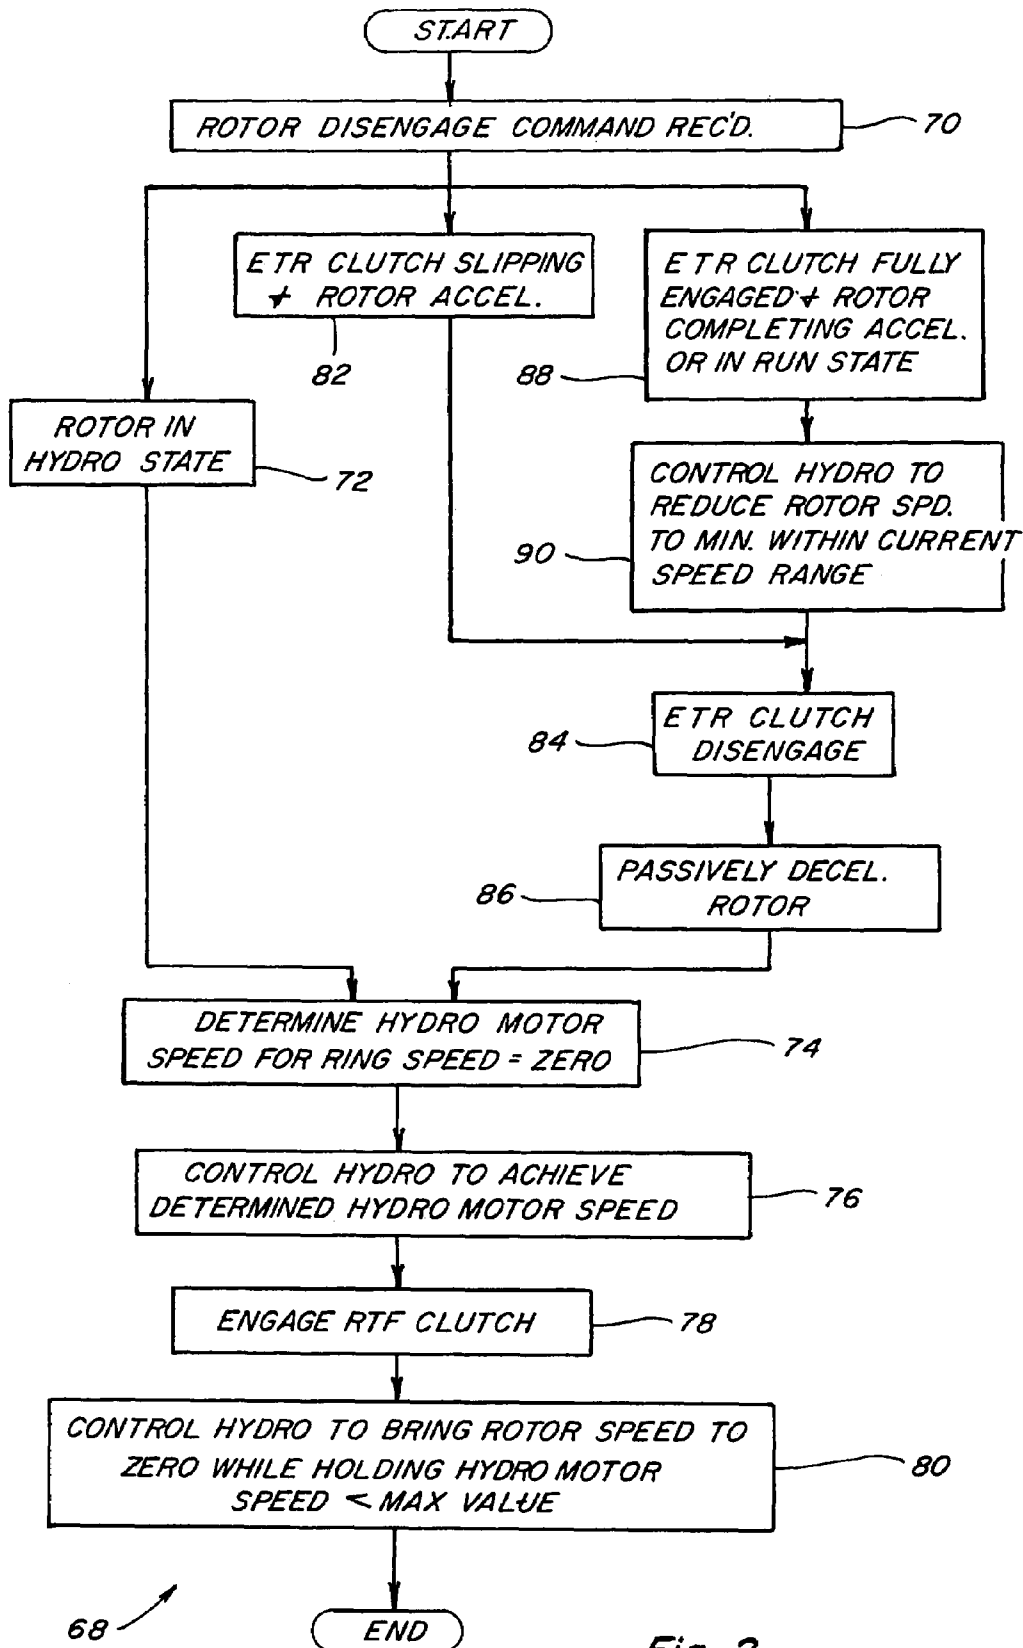 START
ROTOR DISENGAGE COMMAND REC'D.
70
ETR CLUTCH SLIPPING
+ ROTOR ACCEL.
82
ETR CLUTCH FULLY
ENGAGED + ROTOR
COMPLETING ACCEL.
OR IN RUN STATE
88
ROTOR IN
HYDRO STATE
72
CONTROL HYDRO TO
REDUCE ROTOR SPD.
TO MIN. WITHIN CURRENT
SPEED RANGE
90
ETR CLUTCH
DISENGAGE
84
PASSIVELY DECEL.
ROTOR
86
DETERMINE HYDRO MOTOR
SPEED FOR RING SPEED = ZERO
74
CONTROL HYDRO TO ACHIEVE
DETERMINED HYDRO MOTOR SPEED
76
ENGAGE RTF CLUTCH
78
CONTROL HYDRO TO BRING ROTOR SPEED TO
ZERO WHILE HOLDING HYDRO MOTOR
SPEED < MAX VALUE
80
68
END